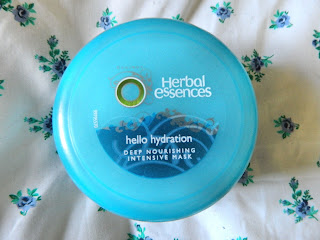 Herbal
essences
hello hydration
DEEP NOURISHING
INTENSIVE MASK